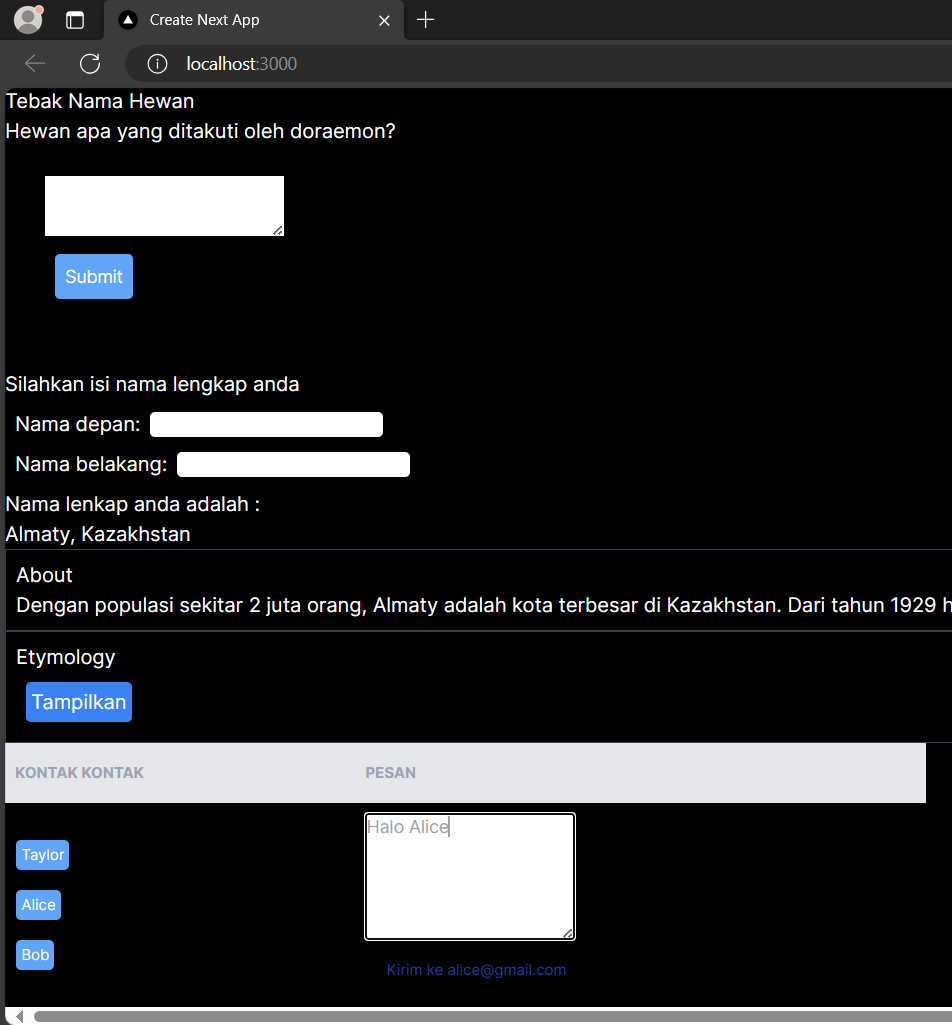 Create Next App
localhost:3000
Tebak Nama Hewan
Hewan apa yang ditakuti oleh doraemon?
Submit
Silahkan isi nama lengkap anda
Nama depan:
Nama belakang:
Nama lenkap anda adalah :
Almaty, Kazakhstan
About
Dengan populasi sekitar 2 juta orang, Almaty adalah kota terbesar di Kazakhstan. Dari tahun 1929 h
Etymology
Tampilkan
KONTAK KONTAK PESAN
Halo Alice
Taylor
Alice
Bob
Kirim ke alice@gmail.com